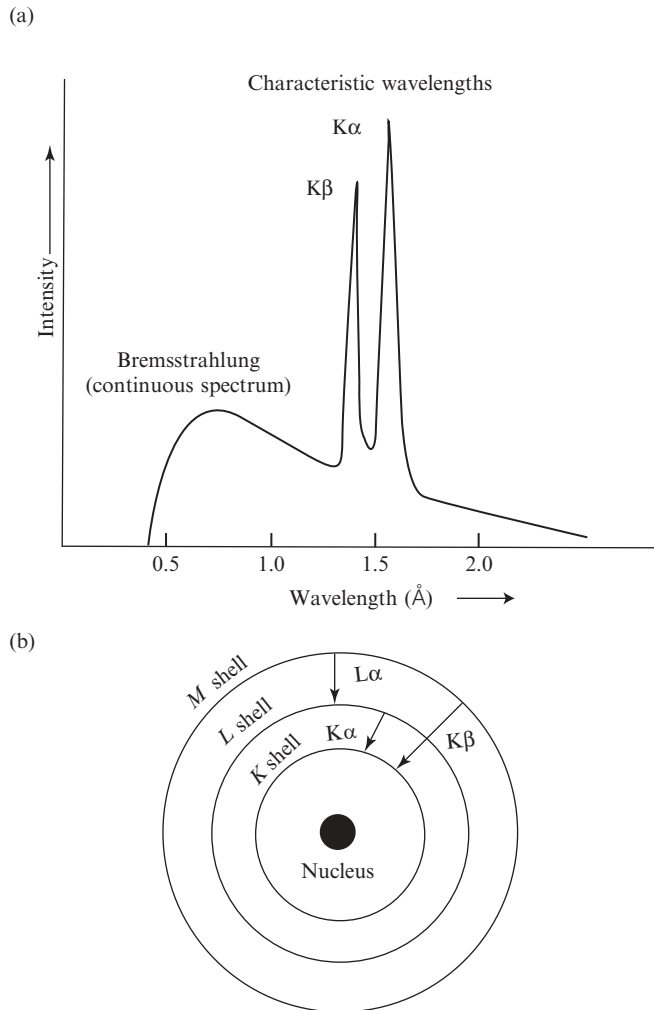 (a)
Characteristic wavelengths
Kα
Kβ
Intensity
Bremsstrahlung
(continuous spectrum)
0.5 1.0 1.5 2.0
Wavelength (Å)
(b)
M shell
L shell
K shell
Lα
Kα
Kβ
Nucleus